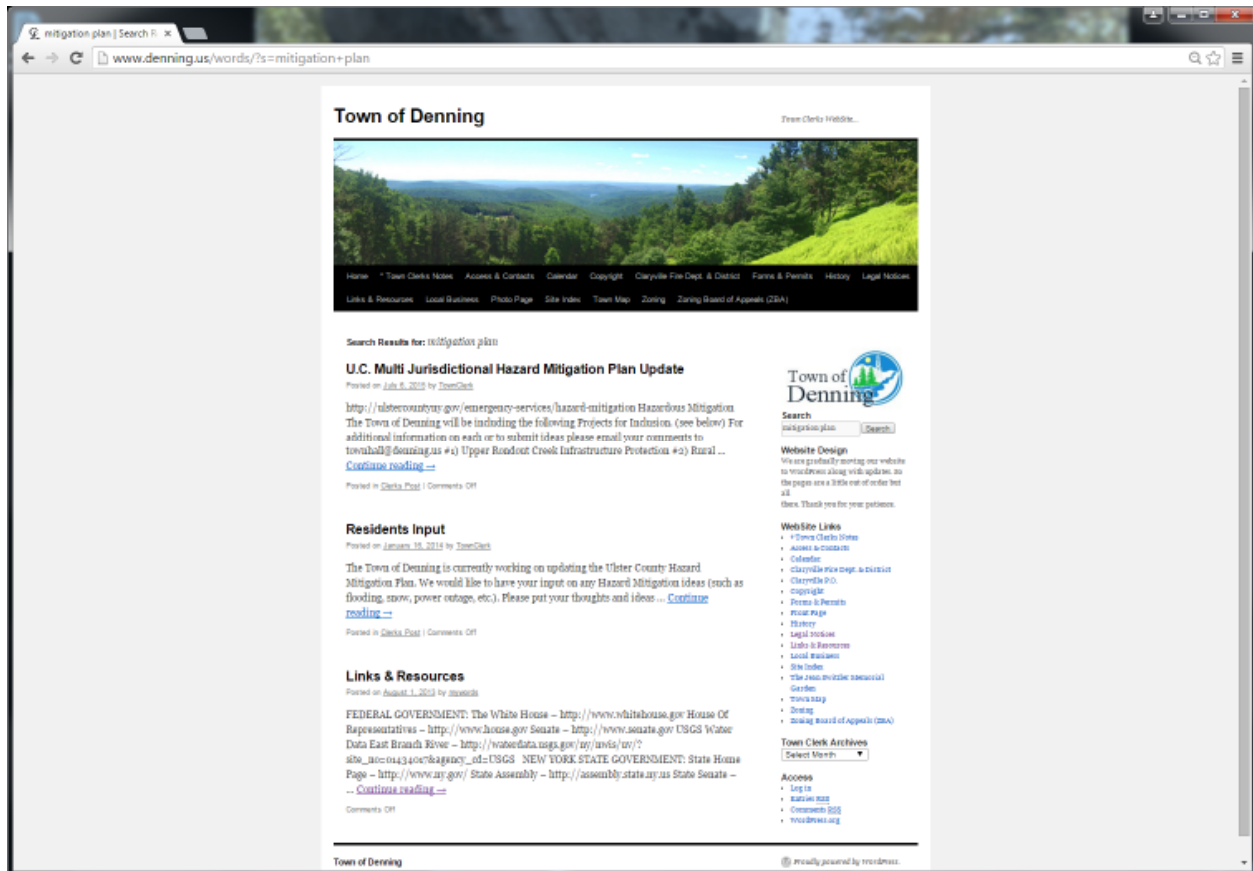 mitigation plan | Search R
www.denning.us/words/?s=mitigation+plan
Town of Denning
Town Clerks WebSite...
Home * Town Clerks Notes Access & Contacts Calendar Copyright Claryville Fire Dept. & District Forms & Permits History Legal Notices
Links & Resources Local Business Photo Page Site Index Town Map Zoning Zoning Board of Appeals (ZBA)
Search Results for: mitigation plan
U.C. Multi Jurisdictional Hazard Mitigation Plan Update
Posted on July 6, by TownClerk
http://ulstercountyny.gov/emergency-services/hazard-mitigation Hazardous Mitigation
The Town of Denning will be including the following Projects for Inclusion. (see below) For
additional information on each or to submit ideas please email your comments to
townhall@denning.us #1) Upper Rondout Creek Infrastructure Protection #2) Rural ...
Continue reading →
Posted in Clerks Post | Comments Off
Residents Input
Posted on January 16, 2014 by TownClerk
The Town of Denning is currently working on updating the Ulster County Hazard
Mitigation Plan. We would like to have your input on any Hazard Mitigation ideas (such as
flooding, snow, power outage, etc.). Please put your thoughts and ideas ... Continue
reading →
Posted in Clerks Post | Comments Off
Links & Resources
Posted on August 1, 2013 by mywords
FEDERAL GOVERNMENT: The White House – http://www.whitehouse.gov House Of
Representatives – http://www.house.gov Senate – http://www.senate.gov USGS Water
Data East Branch River – http://waterdata.usgs.gov/ny/nwis/uv/?
site_no=01434017&agency_cd=USGS NEW YORK STATE GOVERNMENT: State Home
Page – http://www.ny.gov/ State Assembly – http://assembly.state.ny.us State Senate –
... Continue reading →
Comments Off
Town of Denning
Search
mitigation plan Search
Website Design
We are gradually moving our website
to WordPress along with updates. So
the pages are a little out of order but
all
there. Thank you for your patience.
WebSite Links
* Town Clerks Notes
Access & Contacts
Calendar
Claryville Fire Dept. & District
Claryville P.O.
Copyright
Forms & Permits
Front Page
History
Legal Notices
Links & Resources
Local Business
Site Index
The Jean Switzler Memorial
Garden
Town Map
Zoning
Zoning Board of Appeals (ZBA)
Town Clerk Archives
Select Month
Access
Log in
Entries RSS
Comments RSS
WordPress.org
Town of Denning
Proudly powered by WordPress.